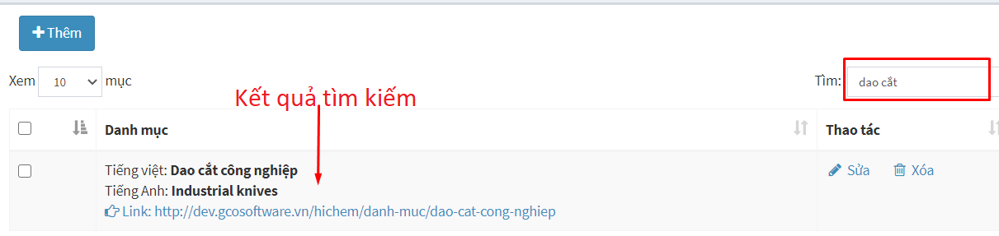 Thêm
Xem 10 mục
Tìm: dao cắt
Kết quả tìm kiếm
Danh mục
Thao tác
Tiếng việt: Dao cắt công nghiệp
Tiếng Anh: Industrial knives
Link: http://dev.gcosoftware.vn/hichem/danh-muc/dao-cat-cong-nghiep
Sửa
Xóa